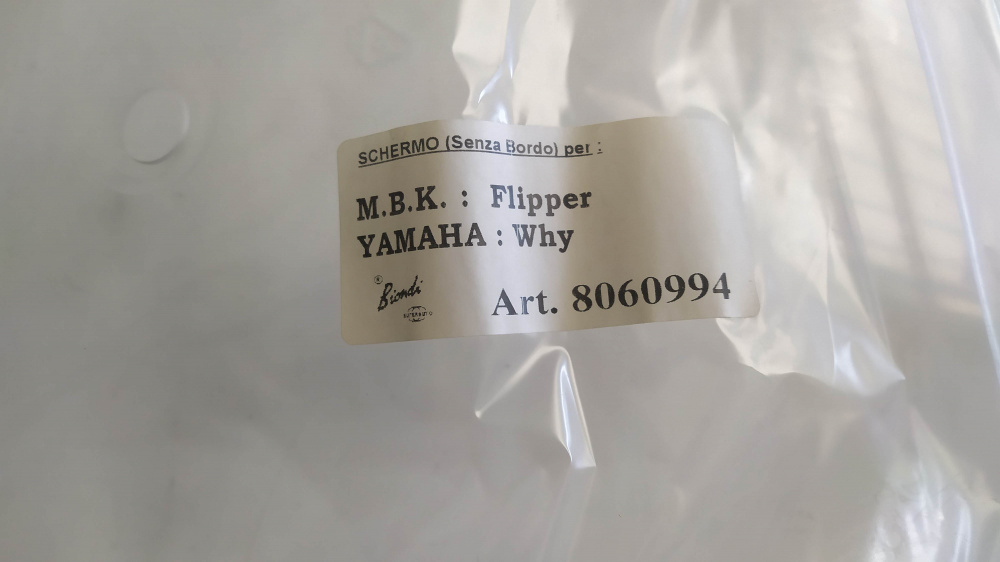 SCHERMO (Senza Bordo) per :
M.B.K. : Flipper
YAMAHA : Why
® Biondi
Art. 8060994